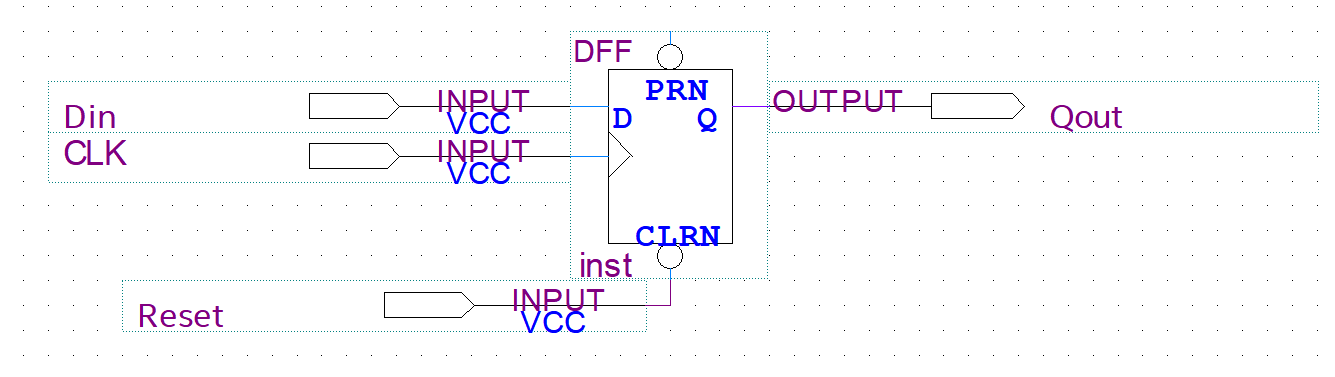 DFF
PRN
INPUT
VCC
OUTPUT
Din
D
Q
Qout
CLK
INPUT
VCC
CLRN
inst
INPUT
VCC
Reset